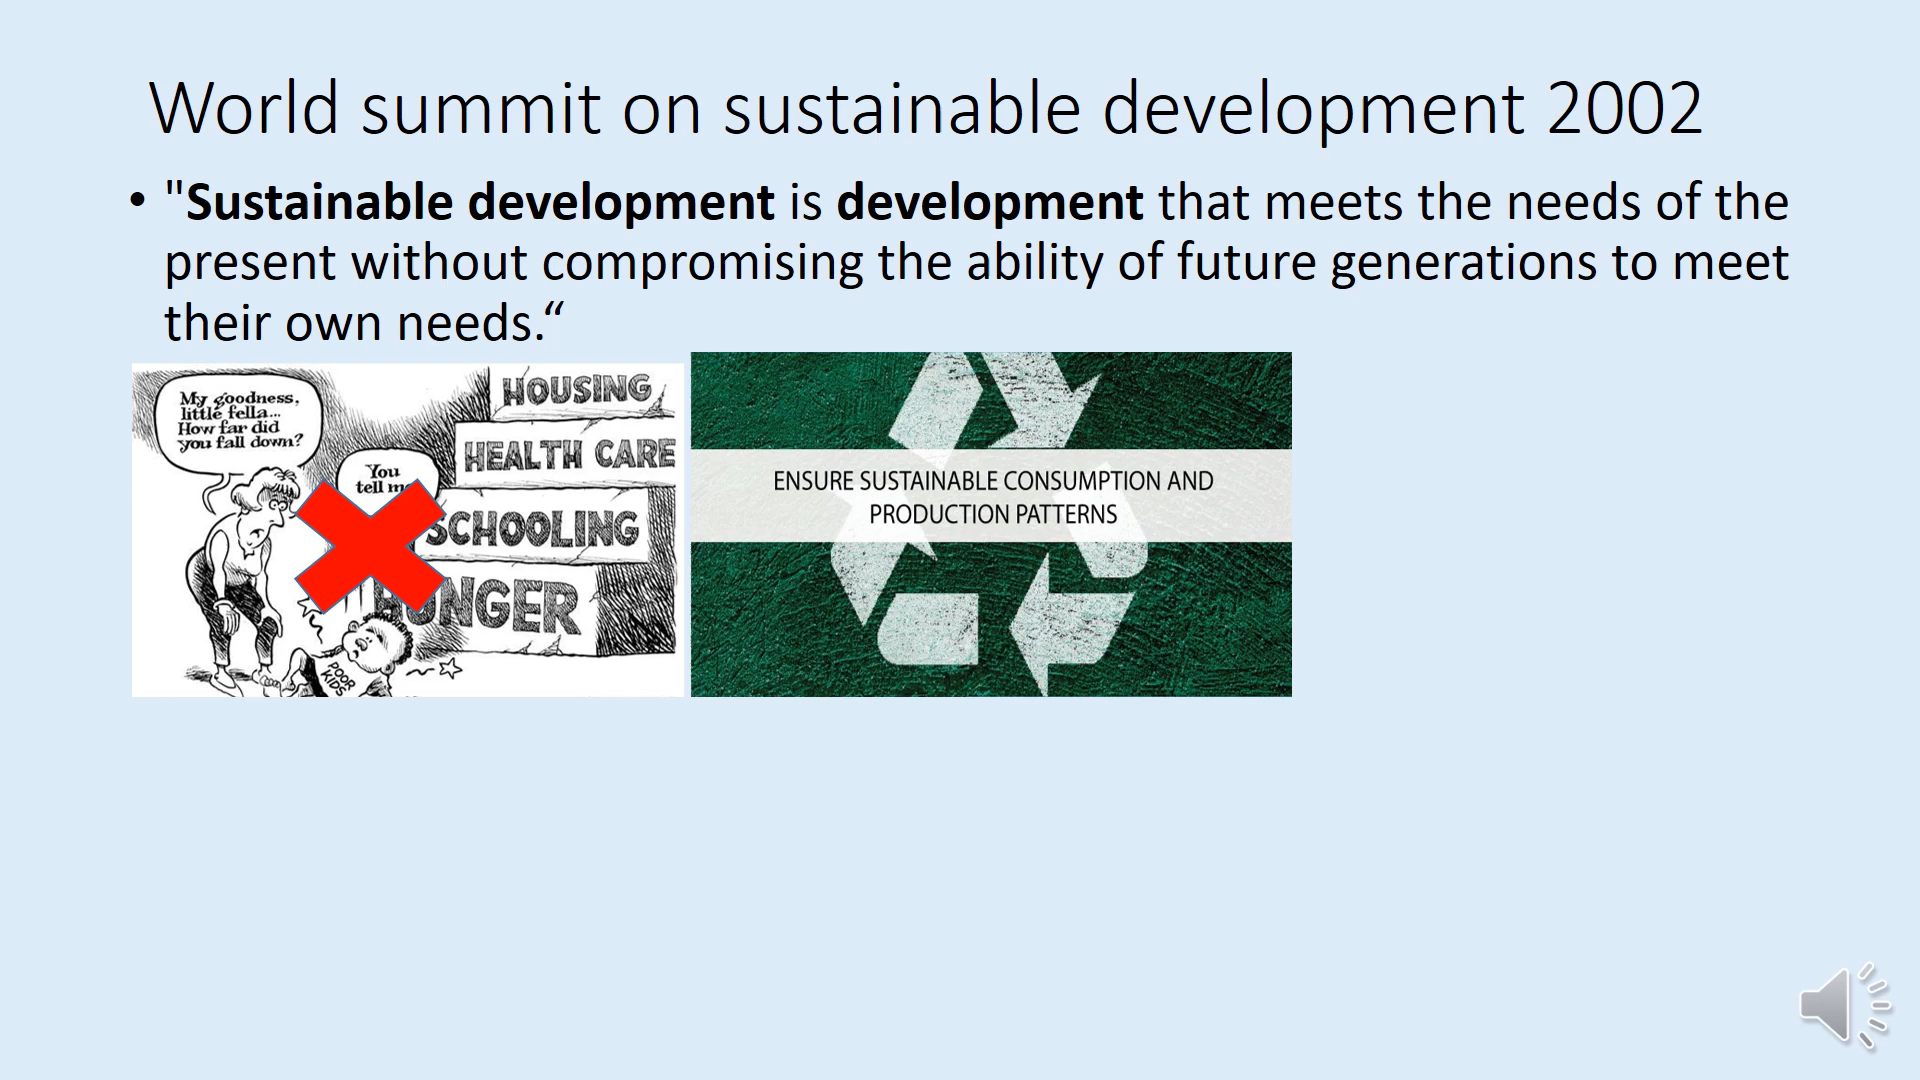 World summit on sustainable development 2002
• "Sustainable development is development that meets the needs of the
present without compromising the ability of future generations to meet
their own needs.“
My goodness,
little fella...
How far did
you fall down?
You
tell
HOUSING
HEALTH CARE
SCHOOLING
HUNGER
POOR
KIDS
ENSURE SUSTAINABLE CONSUMPTION AND
PRODUCTION PATTERNS